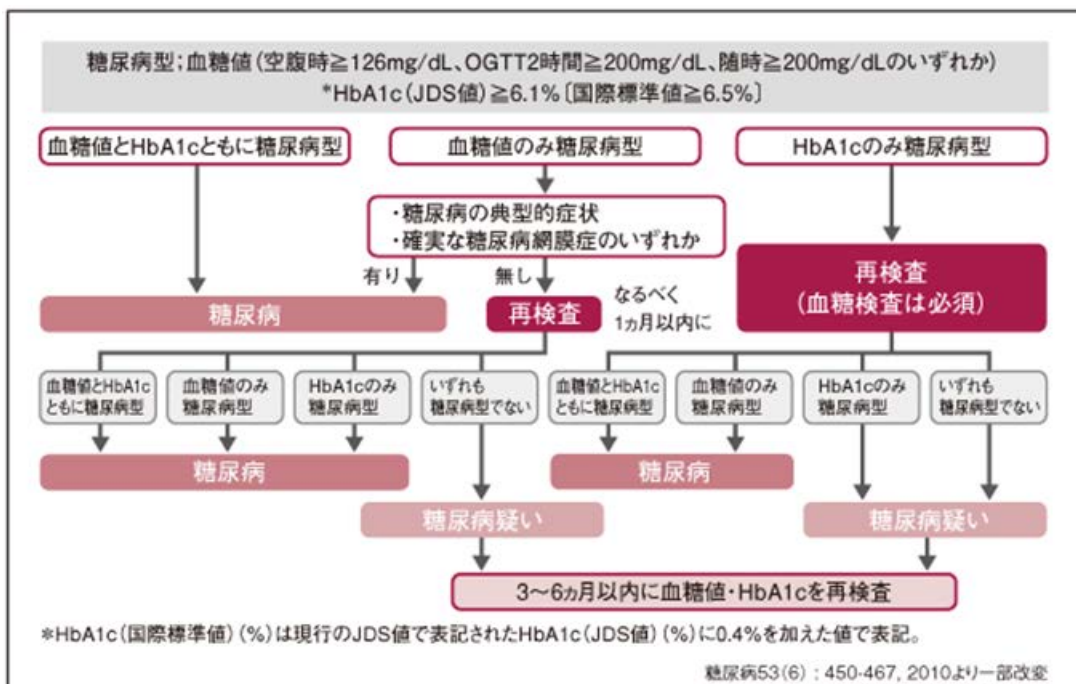 糖尿病型;血糖値(空腹時≧126mg/dL、OGTT2時間≧200mg/dL、随時≧200mg/dLのいずれか)
*HbA1c(JDS値)≧6.1%〔国際標準値≧6.5%〕
血糖値とHbA1cともに糖尿病型
血糖値のみ糖尿病型
HbA1cのみ糖尿病型
・糖尿病の典型的症状
・確実な糖尿病網膜症のいずれか
有り
無し
糖尿病
再検査
なるべく
1ヵ月以内に
再検査
(血糖検査は必須)
血糖値とHbA1c
ともに糖尿病型
血糖値のみ
糖尿病型
HbA1cのみ
糖尿病型
いずれも
糖尿病型でない
血糖値とHbA1c
ともに糖尿病型
血糖値のみ
糖尿病型
HbA1cのみ
糖尿病型
いずれも
糖尿病型でない
糖尿病
糖尿病
糖尿病疑い
糖尿病疑い
3〜6ヵ月以内に血糖値・HbA1cを再検査
*HbA1c(国際標準値)(%)は現行のJDS値で表記されたHbA1c(JDS値)(%)に0.4%を加えた値で表記。
糖尿病53(6):450-467, 2010より一部改変